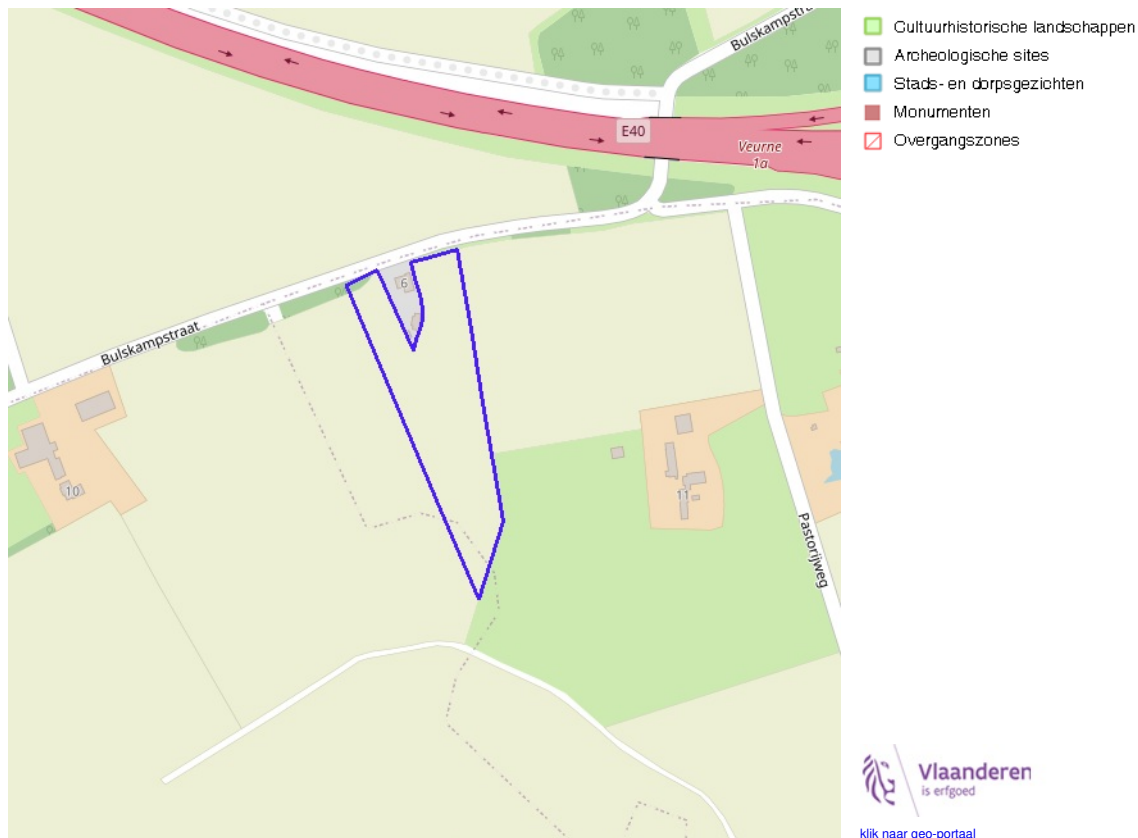 Cultuurhistorische landschappen
Archeologische sites
Stads- en dorpsgezichten
Monumenten
Overgangszones
Bulskampstraat
E40
Veurne
1a
6
Bulskampstraat
10
11
Pastorijweg
Vlaanderen
is erfgoed
klik naar geo-portaal